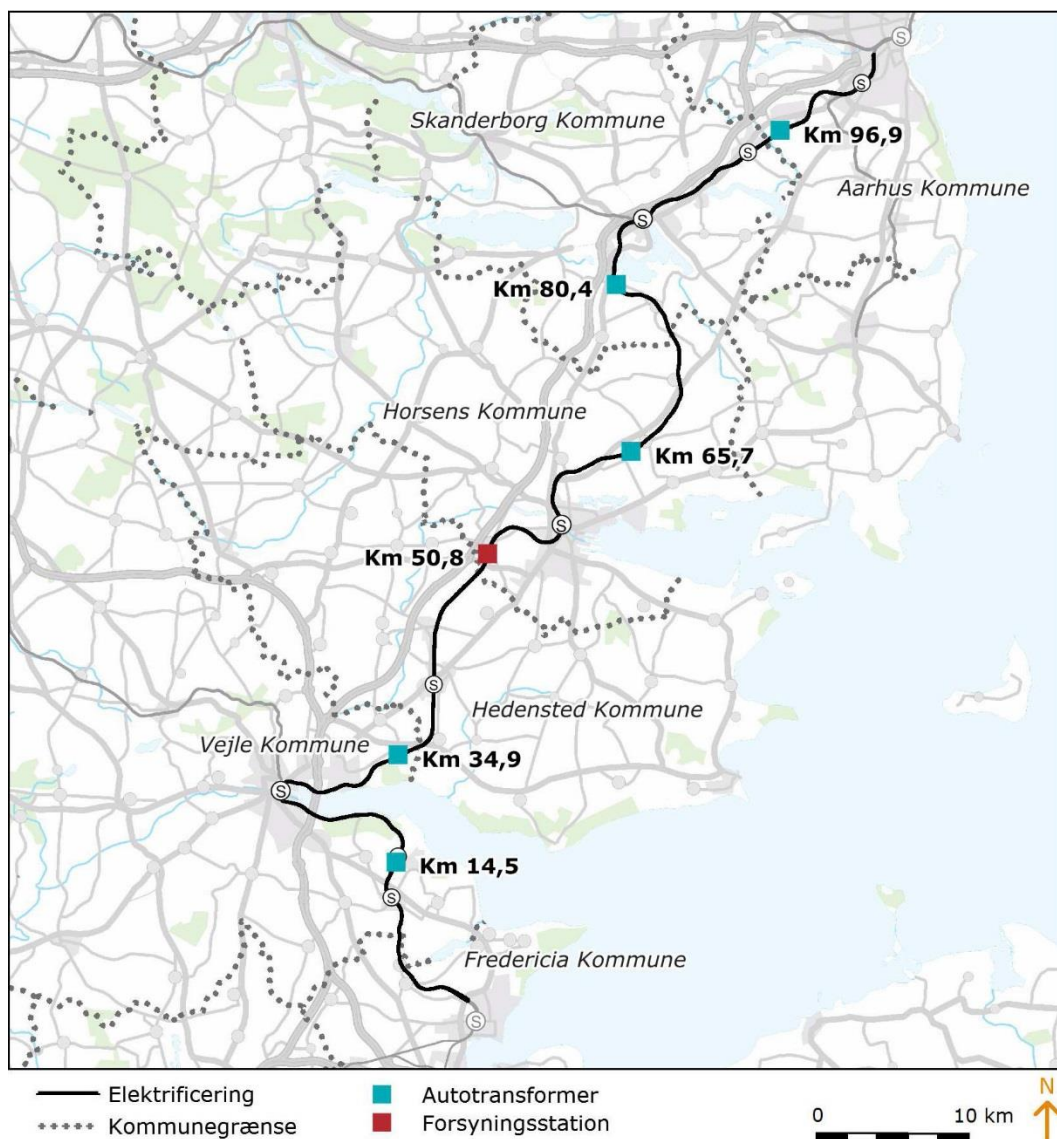 S
S
Skanderborg Kommune
Km 96,9
S
Aarhus Kommune
S
Km 80,4
Horsens Kommune
Km 65,7
S
Km 50,8
S
Hedensted Kommune
Vejle Kommune
Km 34,9
S
Km 14,5
S
Fredericia Kommune
S
Elektrificering
Kommunegrænse
Autotransformer
Forsyningsstation
0 10 km
N